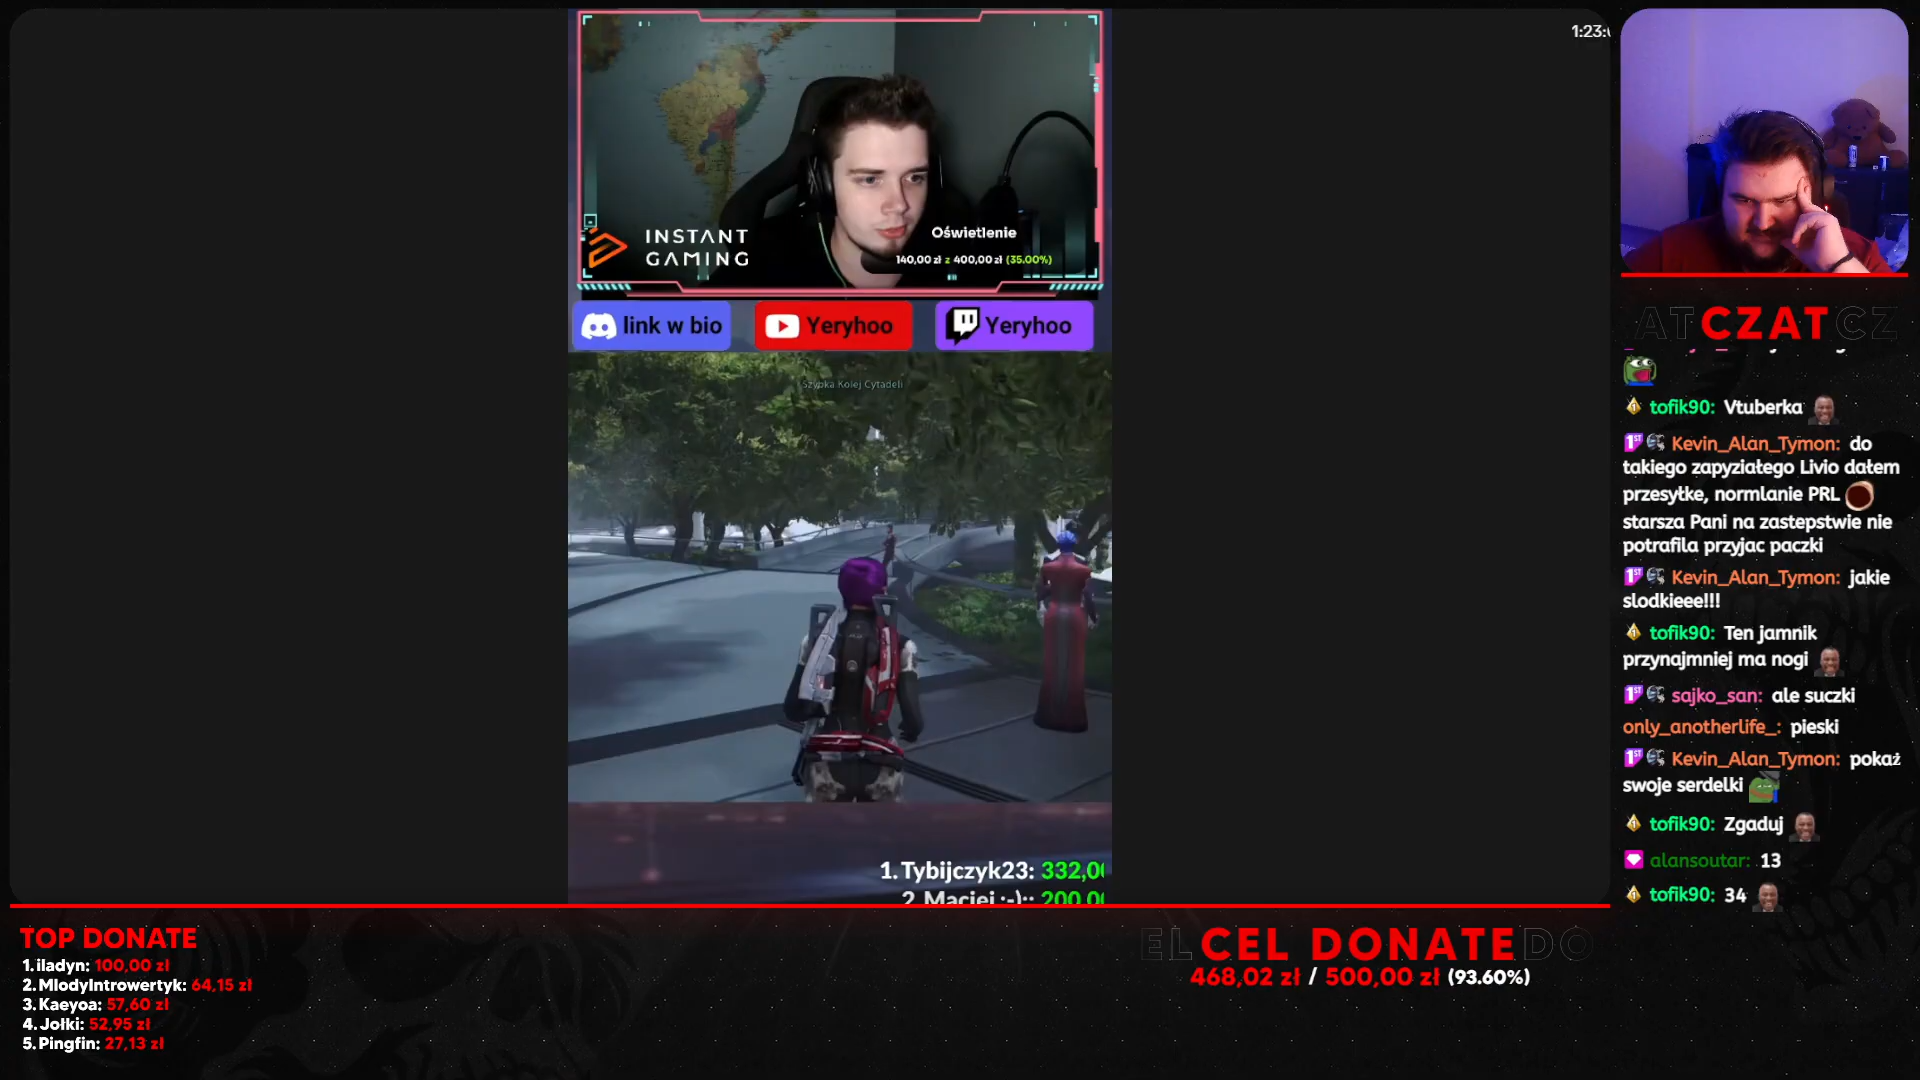 1:23:
INSTANT
GAMING
Oświetlenie
140,00 zł z 400,00 zł (35.00%)
link w bio
Yeryhoo
Yeryhoo
Szybka Kolej Cytadeli
1. Tybijczyk23: 332,0
2. Maciej :-):: 200,0
AT CZAT CZ
tofik90: Vtuberka
Kevin_Alan_Tymon: do
takiego zapyziałego Livio dałem
przesyłke, normlanie PRL
starsza Pani na zastepstwie nie
potrafila przyjac paczki
Kevin_Alan_Tymon: jakie
slodkieee!!!
tofik90: Ten jamnik
przynajmniej ma nogi
sajko_san: ale suczki
only_anotherlife_: pieski
Kevin_Alan_Tymon: pokaż
swoje serdelki
tofik90: Zgaduj
alansoutar: 13
tofik90: 34
TOP DONATE
1. iladyn: 100,00 zł
2. MlodyIntrowertyk: 64,15 zł
3. Kaeyoa: 57,60 zł
4. Jołki: 52,95 zł
5. Pingfin: 27,13 zł
EL CEL DONATE DO
468,02 zł / 500,00 zł (93.60%)